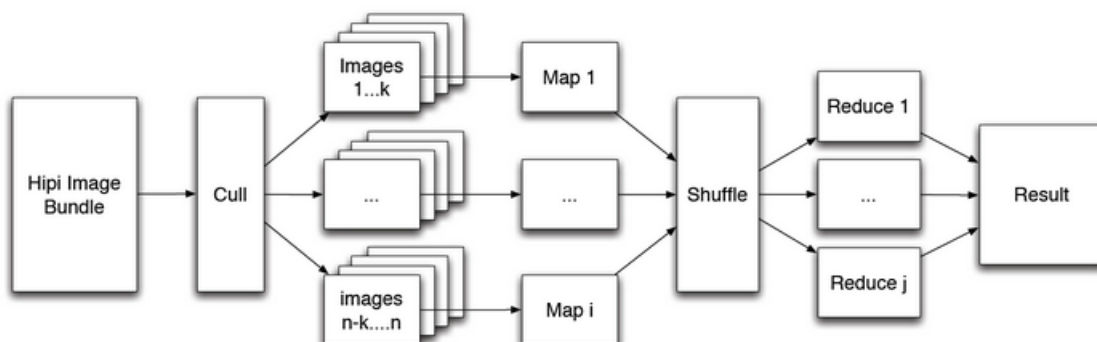 Hipi Image
Bundle
Cull
Images
1...k
...
images
n-k....n
Map 1
...
Map i
Shuffle
Reduce 1
...
Reduce j
Result